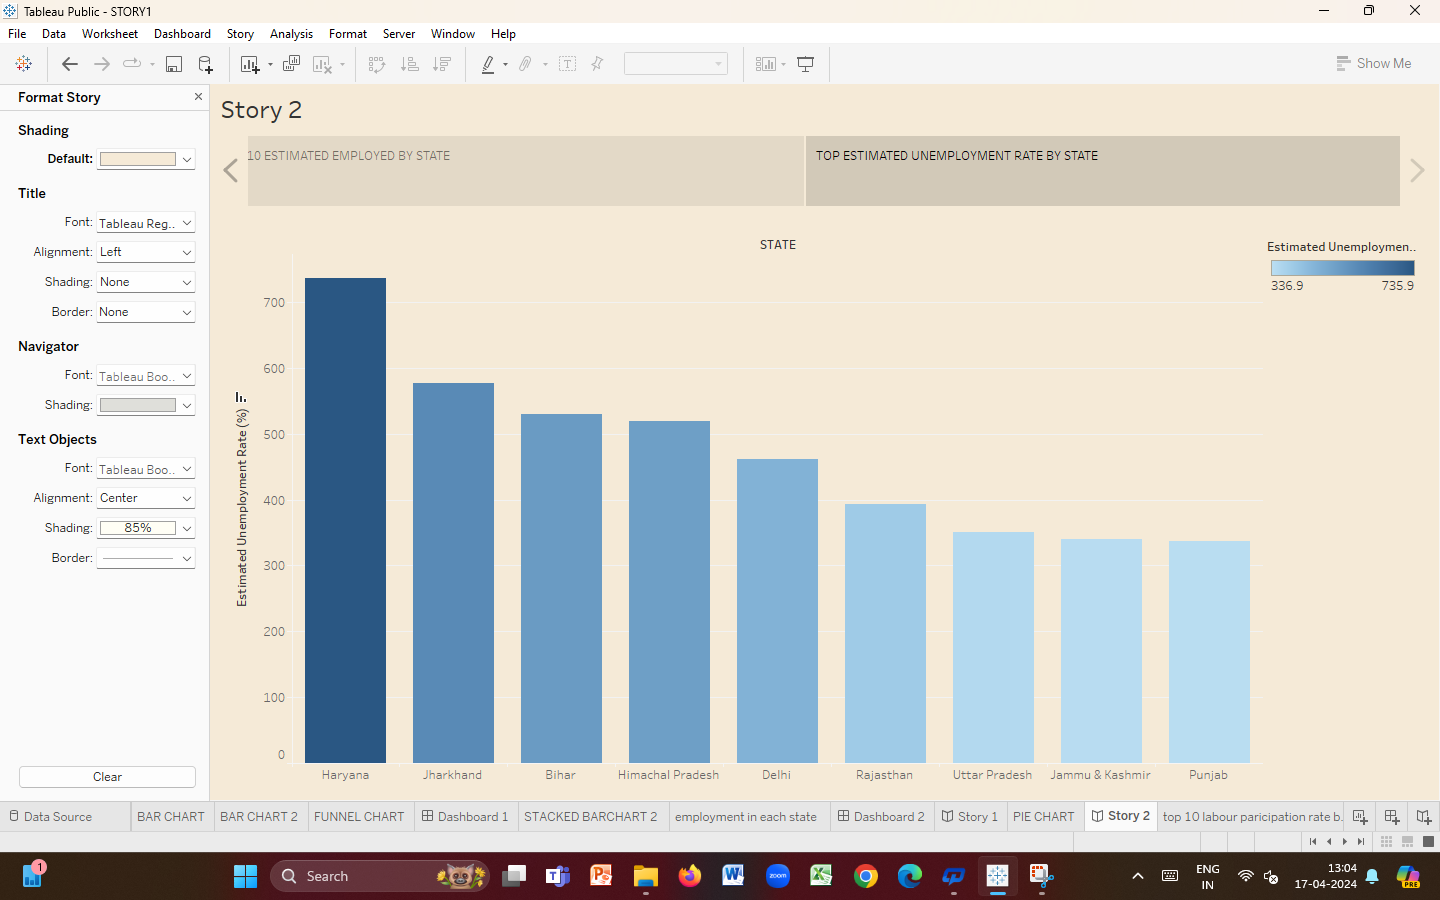 Tableau Public - STORY1
File Data Worksheet Dashboard Story Analysis Format Server Window Help
Show Me
Format Story
Shading
Default:
Title
Font: Tableau Reg..
Alignment: Left
Shading: None
Border: None
Navigator
Font: Tableau Boo..
Shading:
Text Objects
Font: Tableau Boo..
Alignment: Center
Shading: 85%
Border:
Clear
Story 2
10 ESTIMATED EMPLOYED BY STATE
TOP ESTIMATED UNEMPLOYMENT RATE BY STATE
STATE
Estimated Unemploymen..
336.9 735.9
Estimated Unemployment Rate (%)
700
600
500
400
300
200
100
0
Haryana Jharkhand Bihar Himachal Pradesh Delhi Rajasthan Uttar Pradesh Jammu & Kashmir Punjab
Data Source BAR CHART BAR CHART 2 FUNNEL CHART Dashboard 1 STACKED BARCHART 2 employment in each state Dashboard 2 Story 1 PIE CHART Story 2 top 10 labour paricipation rate b..
1
Search
zoom
ENG
IN
13:04
17-04-2024
PRE